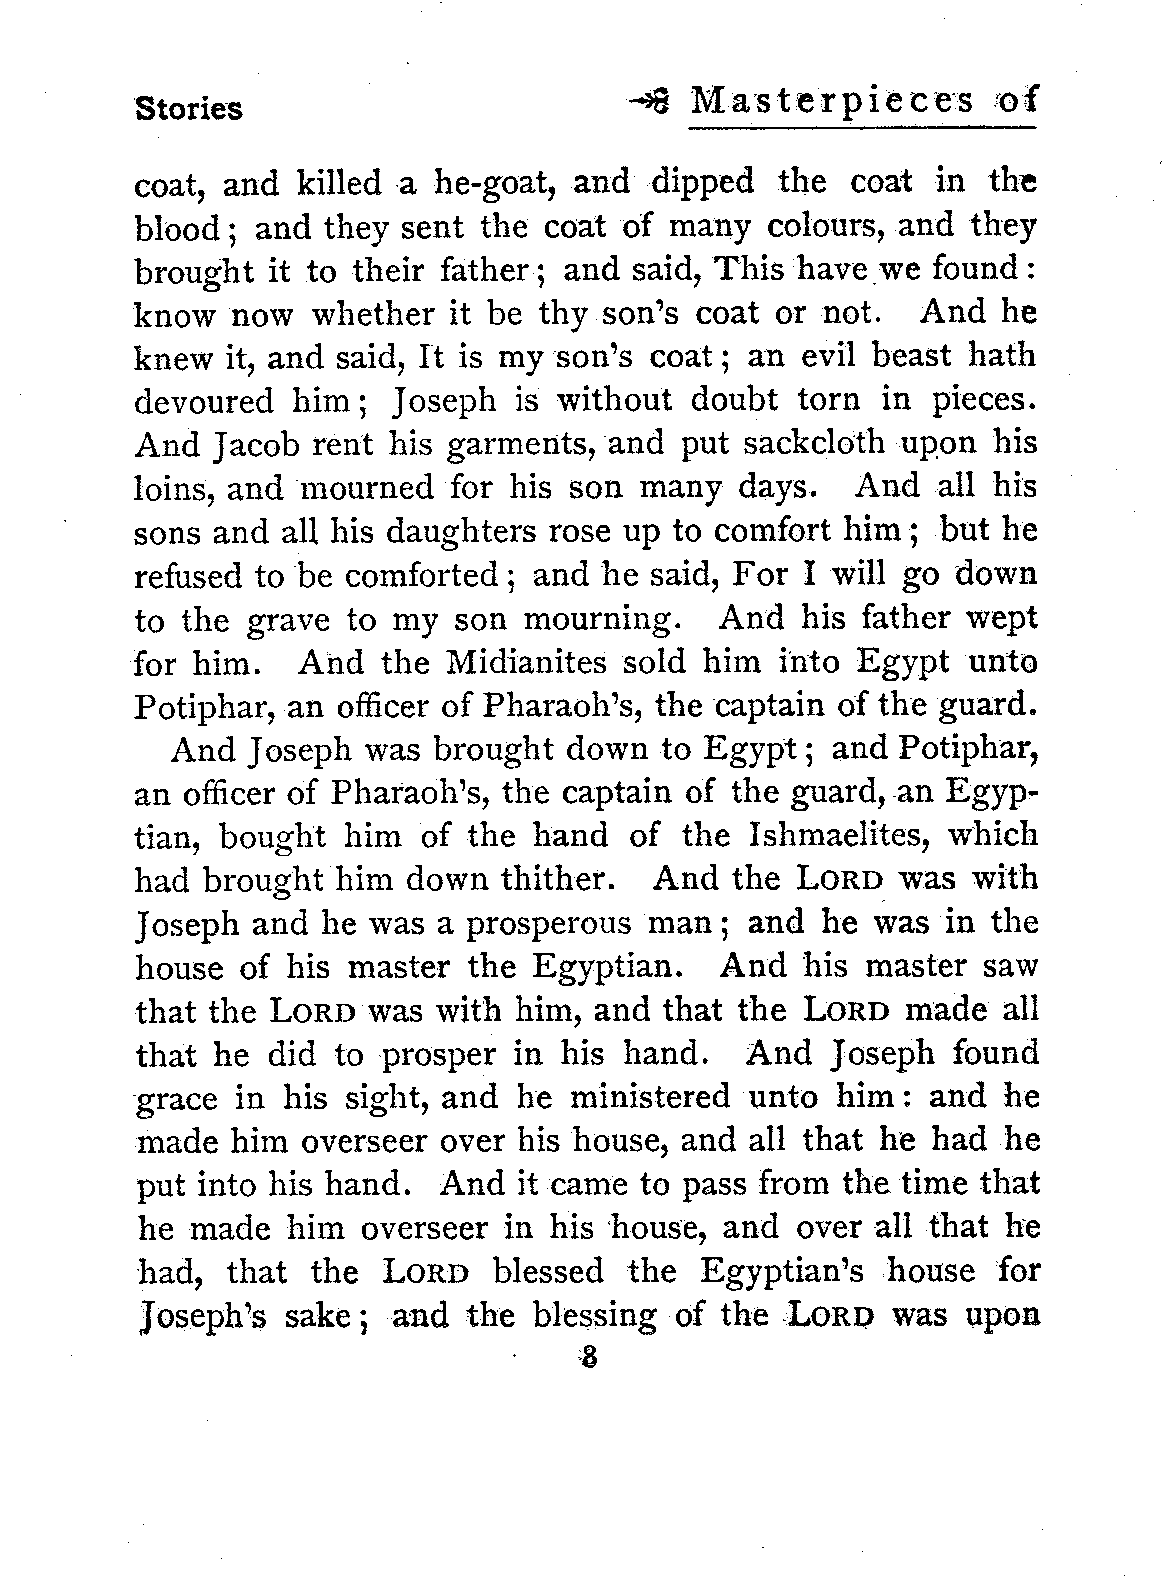 Stories Masterpieces of
coat, and killed a he-goat, and dipped the coat in the
blood; and they sent the coat of many colours, and they
brought it to their father; and said, This have we found:
know now whether it be thy son's coat or not. And he
knew it, and said, It is my son's coat; an evil beast hath
devoured him; Joseph is without doubt torn in pieces.
And Jacob rent his garments, and put sackcloth upon his
loins, and mourned for his son many days. And all his
sons and all his daughters rose up to comfort him; but he
refused to be comforted; and he said, For I will go down
to the grave to my son mourning. And his father wept
for him. And the Midianites sold him into Egypt unto
Potiphar, an officer of Pharaoh's, the captain of the guard.
And Joseph was brought down to Egypt; and Potiphar,
an officer of Pharaoh's, the captain of the guard, an Egyp-
tian, bought him of the hand of the Ishmaelites, which
had brought him down thither. And the LORD was with
Joseph and he was a prosperous man; and he was in the
house of his master the Egyptian. And his master saw
that the LORD was with him, and that the LORD made all
that he did to prosper in his hand. And Joseph found
grace in his sight, and he ministered unto him: and he
made him overseer over his house, and all that he had he
put into his hand. And it came to pass from the time that
he made him overseer in his house, and over all that he
had, that the LORD blessed the Egyptian's house for
Joseph's sake; and the blessing of the LORD was upon
8